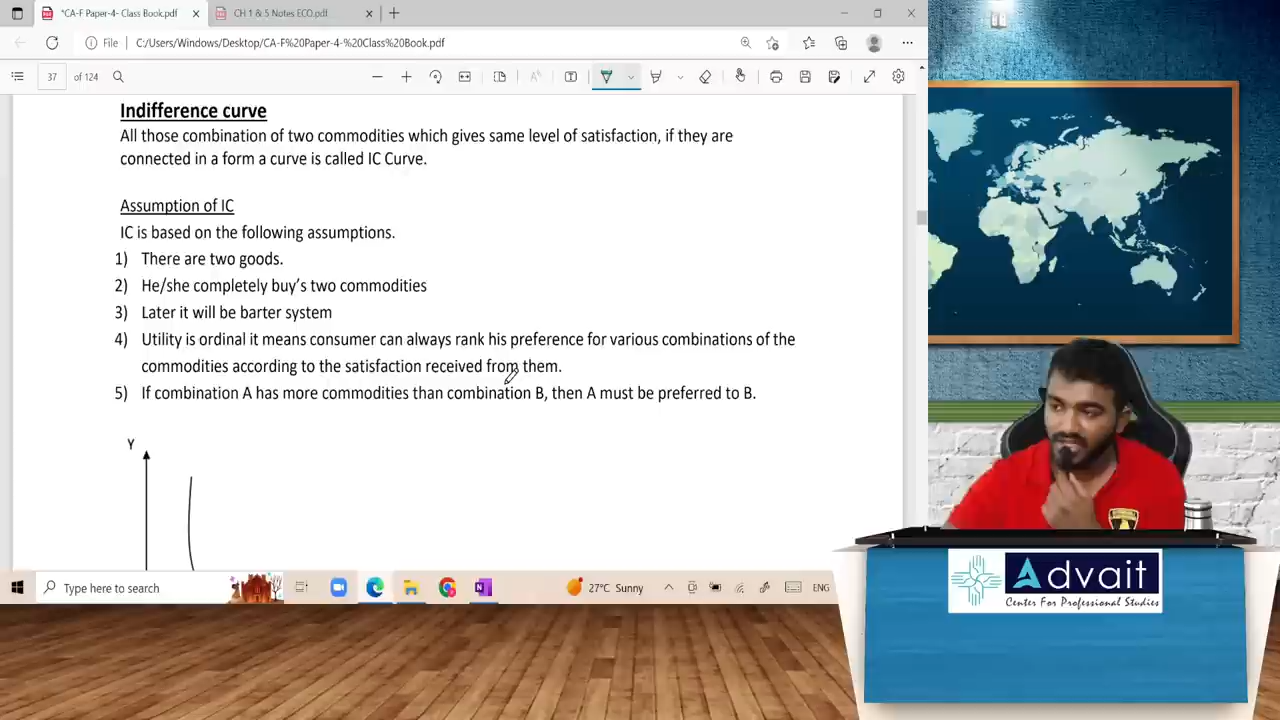 *CA-F Paper-4- Class Book.pdf
CH 1 & 5 Notes ECO.pdf
File
C:/Users/Windows/Desktop/CA-F%20Paper-4-%20Class%20Book.pdf
37 of 124
Indifference curve
All those combination of two commodities which gives same level of satisfaction, if they are
connected in a form a curve is called IC Curve.
Assumption of IC
IC is based on the following assumptions.
1) There are two goods.
2) He/she completely buy's two commodities
3) Later it will be barter system
4) Utility is ordinal it means consumer can always rank his preference for various combinations of the
commodities according to the satisfaction received from them.
5) If combination A has more commodities than combination B, then A must be preferred to B.
Y
Type here to search
27°C Sunny
ENG
Advait
Center For Professional Studies